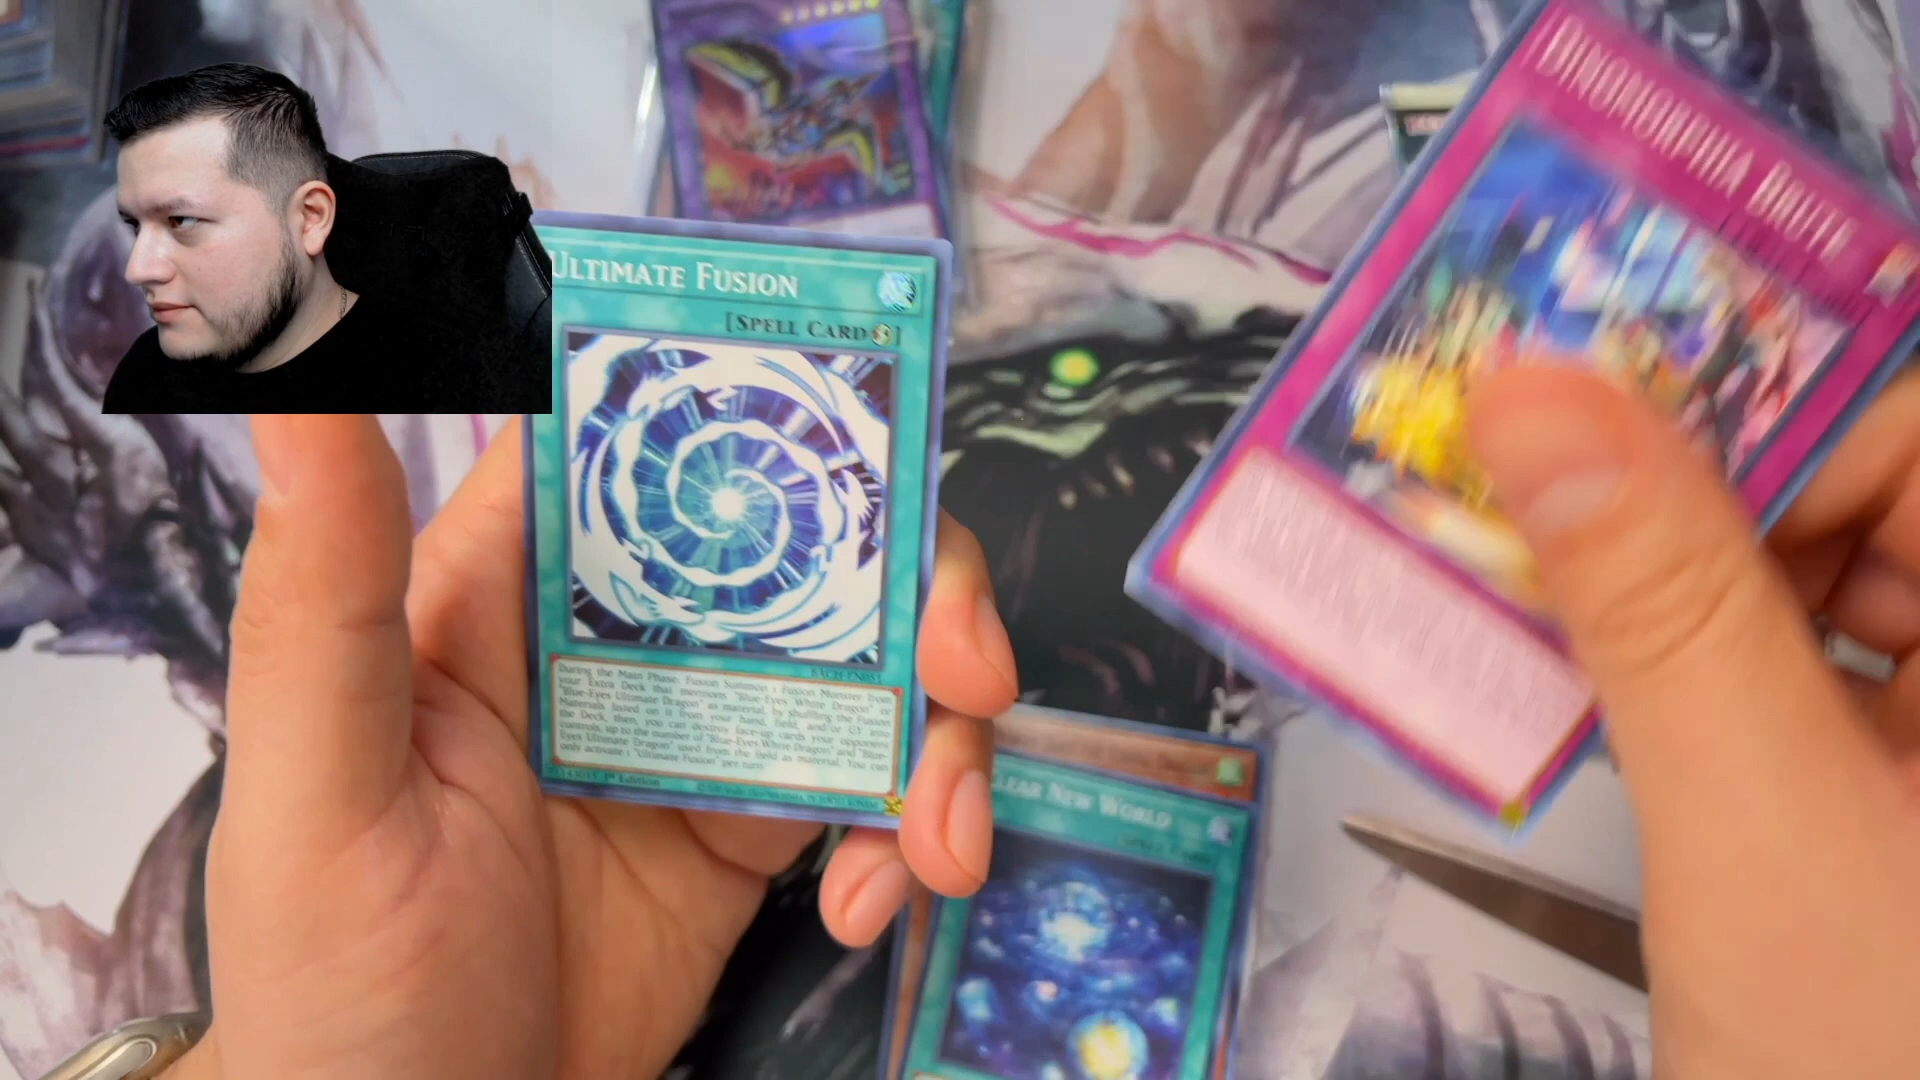 DINOMORPHIA BRUTE
ULTIMATE FUSION
[SPELL CARD]
BACH-EN051
During the Main Phase: Fusion Summon 1 Fusion Monster from
your Extra Deck that mentions "Blue-Eyes White Dragon" or
"Blue-Eyes Ultimate Dragon" as material, by shuffling the Fusion
Materials listed on it from your hand, field, and/or GY into
the Deck, then, you can destroy face-up cards your opponent
controls, up to the number of "Blue-Eyes White Dragon" and "Blue-
Eyes Ultimate Dragon" used from the field as material. You can
only activate 1 "Ultimate Fusion" per turn.
1st Edition
CLEAR NEW WORLD